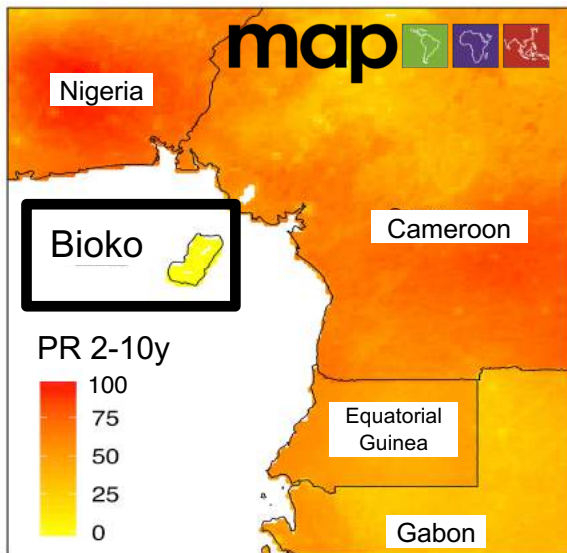 map
Nigeria
Cameroon
Bioko
PR 2-10y
100
75
50
25
0
Equatorial
Guinea
Gabon